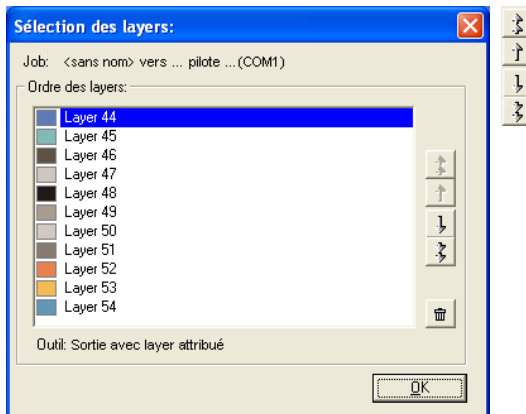 Sélection des layers:
Job: <sans nom> vers ... pilote ...(COM1)
Ordre des layers:
Layer 44
Layer 45
Layer 46
Layer 47
Layer 48
Layer 49
Layer 50
Layer 51
Layer 52
Layer 53
Layer 54
Outil: Sortie avec layer attribué
OK